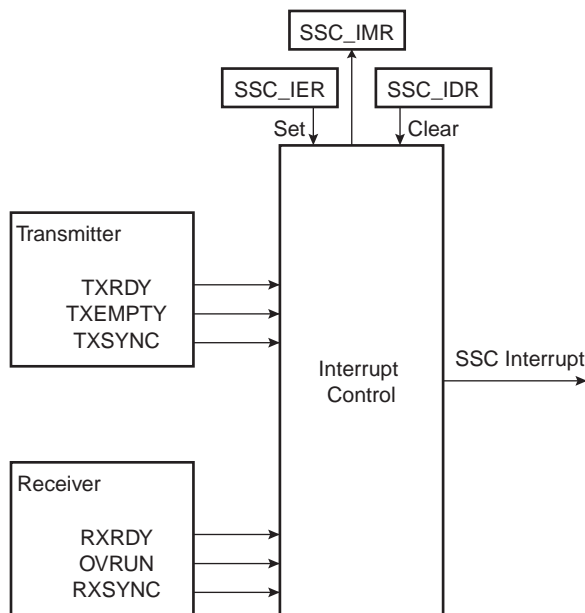 SSC_IMR
SSC_IER
SSC_IDR
Set
Clear
Transmitter
TXRDY
TXEMPTY
TXSYNC
Interrupt
Control
SSC Interrupt
Receiver
RXRDY
OVRUN
RXSYNC